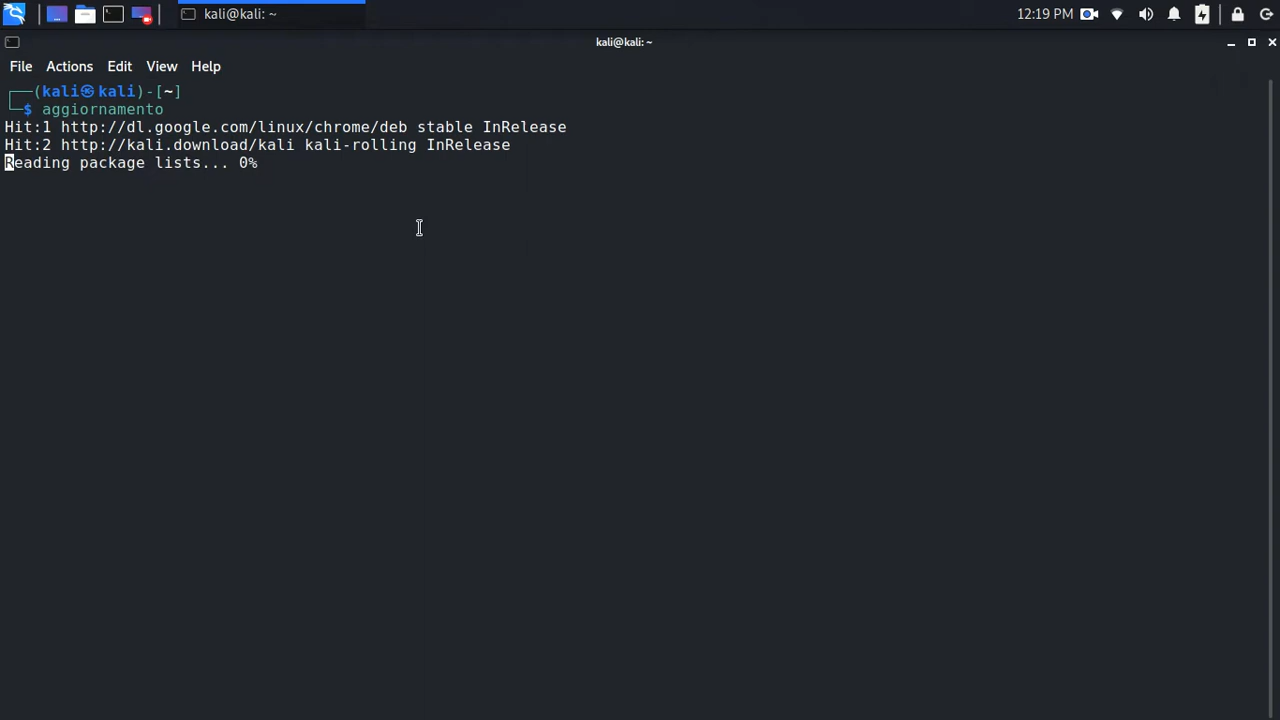 kali@kali: ~
12:19 PM
kali@kali: ~
File Actions Edit View Help
┌──(kali㉿kali)-[~]
└─$ aggiornamento
Hit:1 http://dl.google.com/linux/chrome/deb stable InRelease
Hit:2 http://kali.download/kali kali-rolling InRelease
Reading package lists... 0%